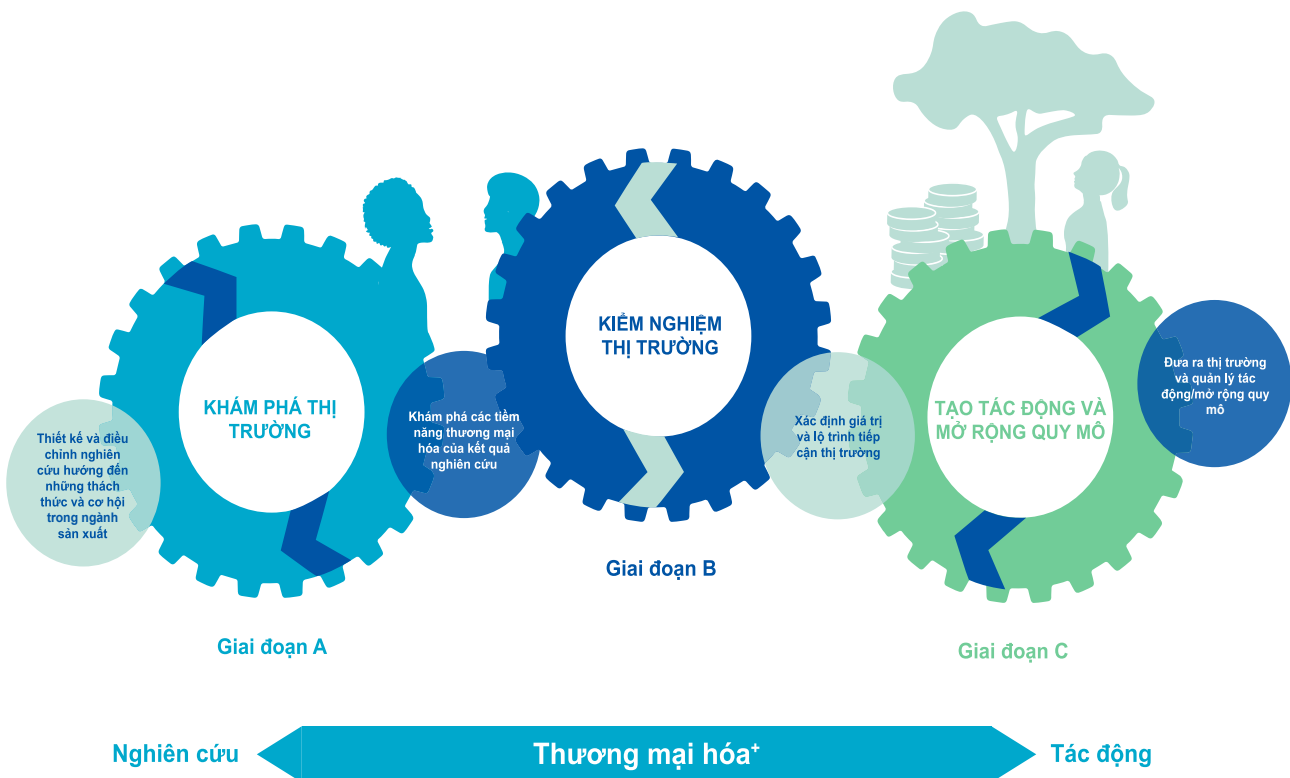 KHÁM PHÁ THỊ
TRƯỜNG
Thiết kế và điều
chỉnh nghiên
cứu hướng đến
những thách
thức và cơ hội
trong ngành
sản xuất
Khám phá các tiềm
năng thương mại
hóa của kết quả
nghiên cứu
Giai đoạn A
KIỂM NGHIỆM
THỊ TRƯỜNG
Giai đoạn B
Xác định giá trị
và lộ trình tiếp
cận thị trường
TẠO TÁC ĐỘNG VÀ
MỞ RỘNG QUY MÔ
Đưa ra thị trường
và quản lý tác
động/mở rộng quy
mô
Giai đoạn C
Nghiên cứu
Thương mại hóa⁺
Tác động